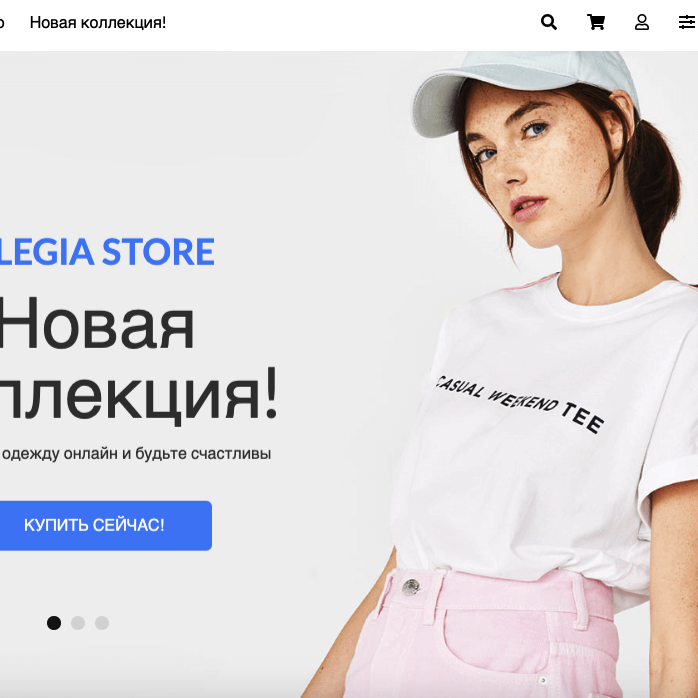 Новая коллекция!
LEGIA STORE
Новая
ллекция!
одежду онлайн и будьте счастливы
КУПИТЬ СЕЙЧАС!
CASUAL WEEKEND TEE